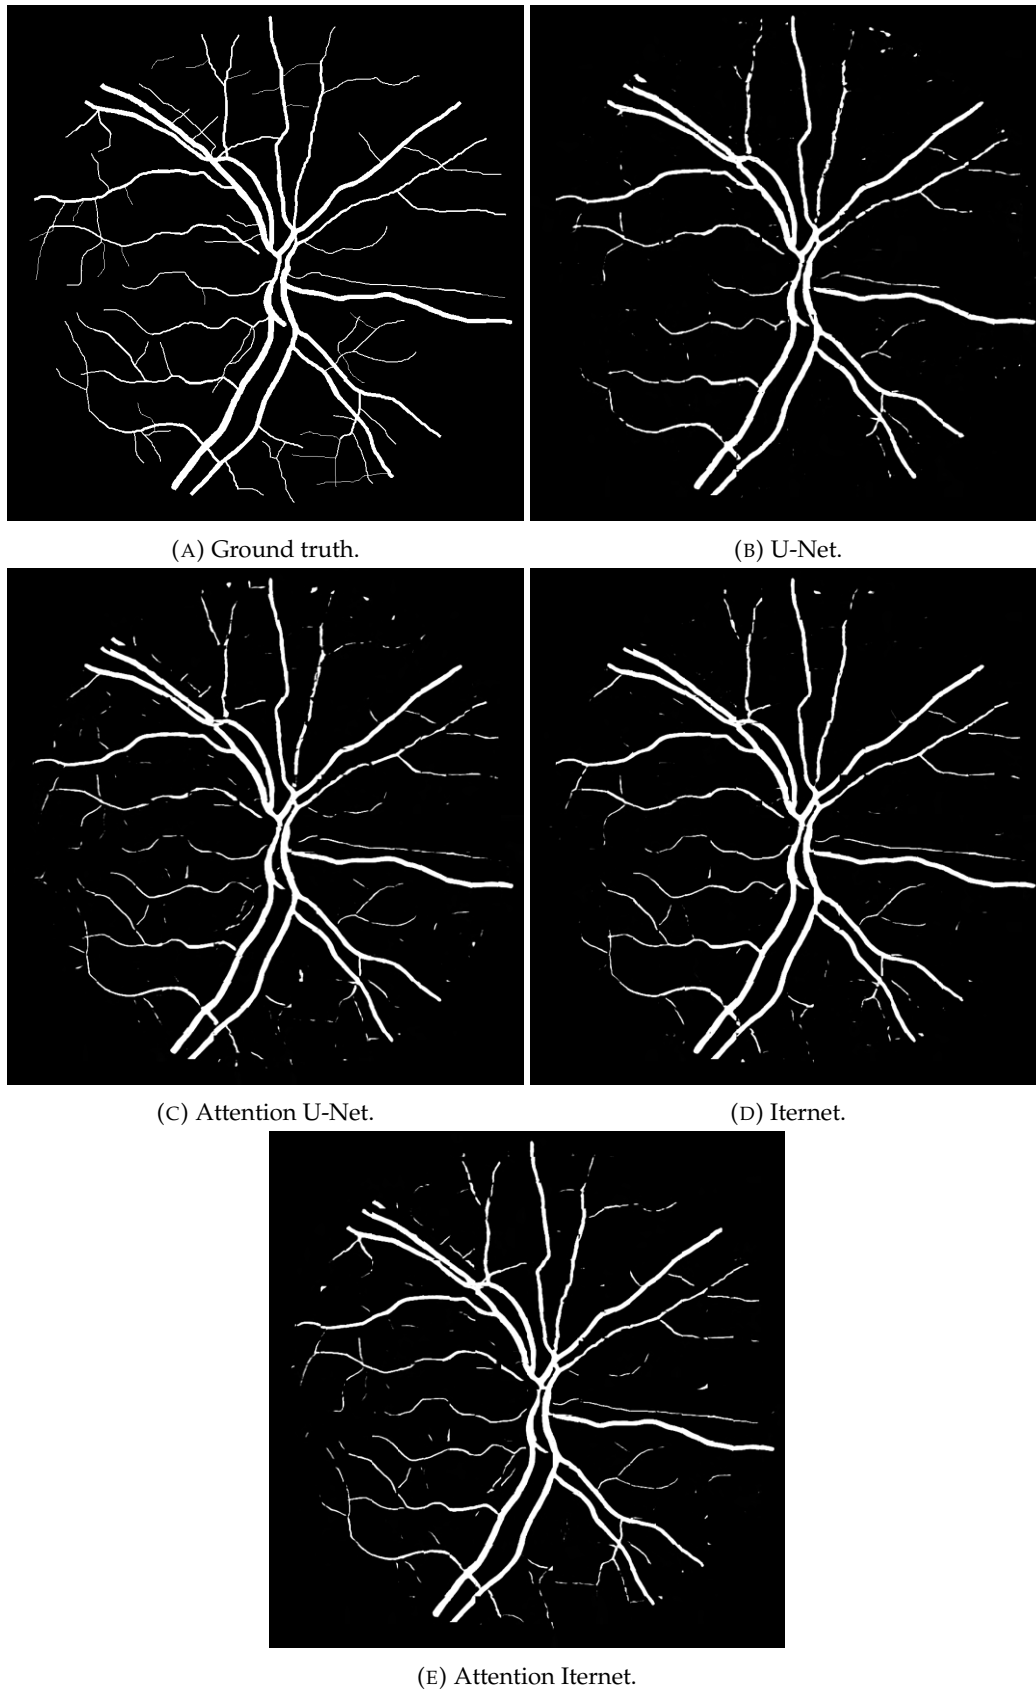 (A) Ground truth.
(B) U-Net.
(C) Attention U-Net.
(D) Iternet.
(E) Attention Iternet.